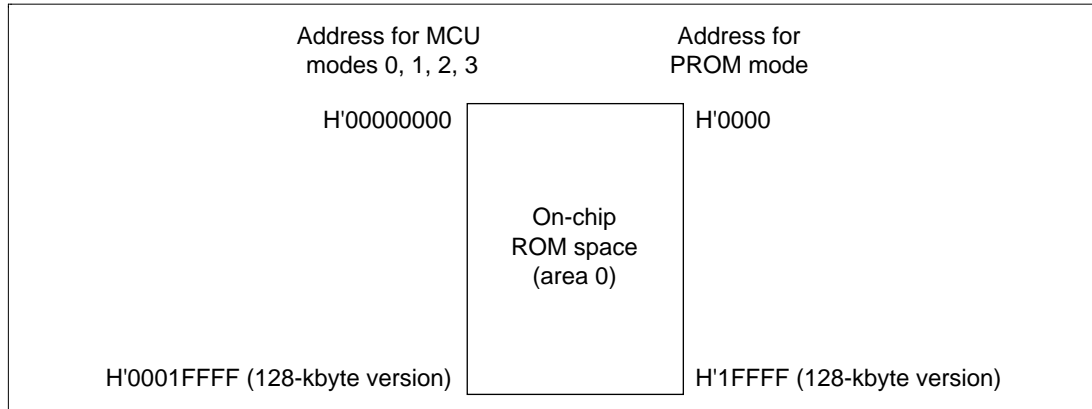 Address for MCU
modes 0, 1, 2, 3
Address for
PROM mode
H'00000000
H'0000
On-chip
ROM space
(area 0)
H'0001FFFF (128-kbyte version)
H'1FFFF (128-kbyte version)